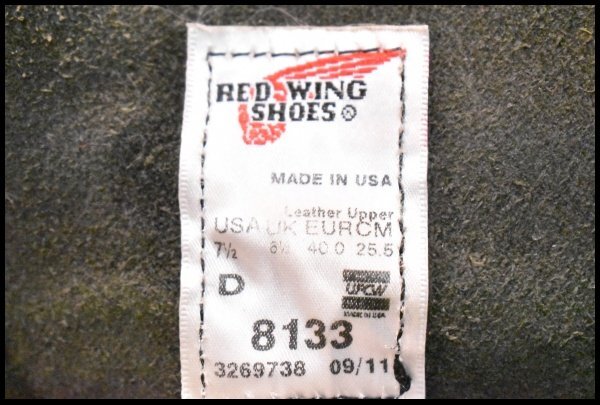 RED WING
SHOES®
MADE IN USA
Leather Upper
USA UK EUR CM
7½ 6½ 40.0 25.5
D
UFCW
MADE IN U.S.A.
8133
3269738 09/11